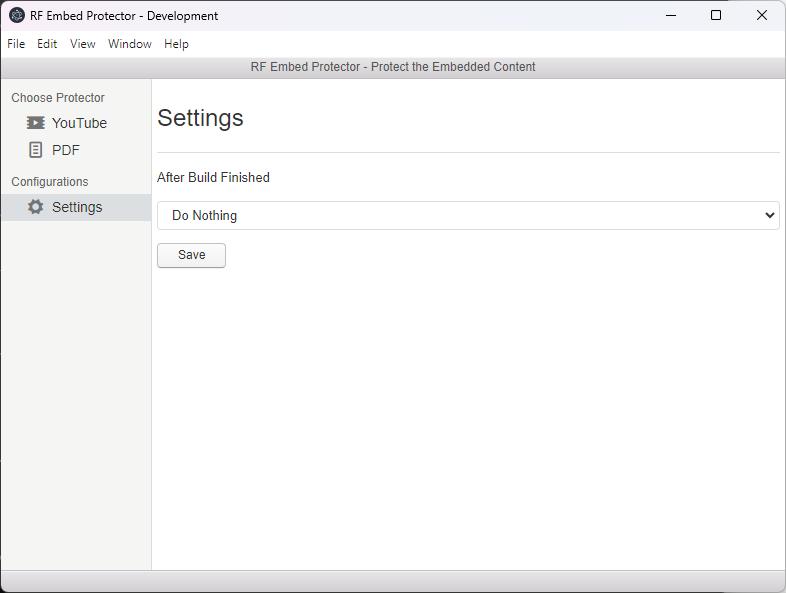 RF Embed Protector - Development
File Edit View Window Help
RF Embed Protector - Protect the Embedded Content
Choose Protector
YouTube
PDF
Configurations
Settings
Settings
After Build Finished
Do Nothing
Save